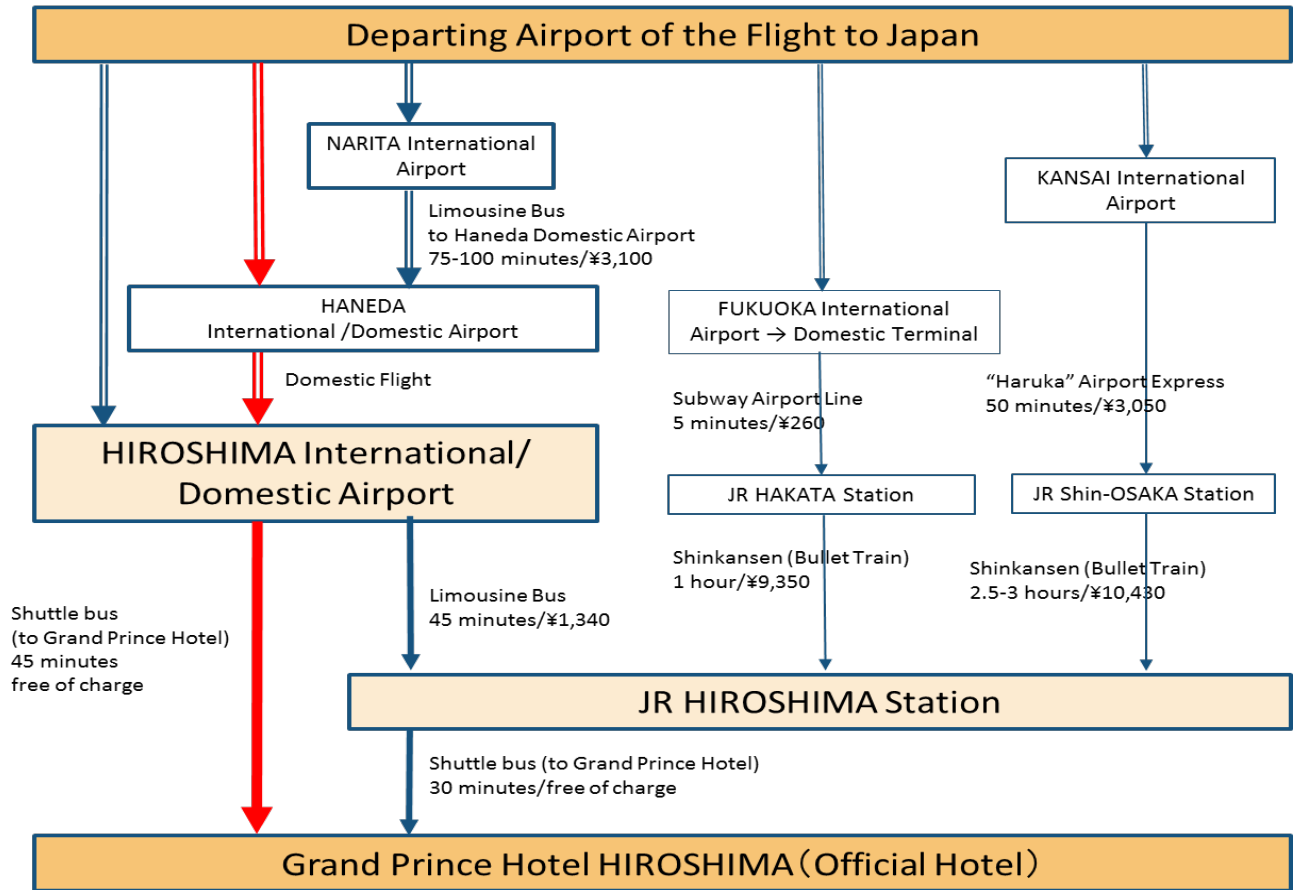 Departing Airport of the Flight to Japan
NARITA International
Airport
KANSAI International
Airport
Limousine Bus
to Haneda Domestic Airport
75-100 minutes/¥3,100
HANEDA
International /Domestic Airport
FUKUOKA International
Airport → Domestic Terminal
Domestic Flight
Subway Airport Line
5 minutes/¥260
“Haruka” Airport Express
50 minutes/¥3,050
HIROSHIMA International/
Domestic Airport
JR HAKATA Station
JR Shin-OSAKA Station
Shinkansen (Bullet Train)
1 hour/¥9,350
Shinkansen (Bullet Train)
2.5-3 hours/¥10,430
Shuttle bus
(to Grand Prince Hotel)
45 minutes
free of charge
Limousine Bus
45 minutes/¥1,340
JR HIROSHIMA Station
Shuttle bus (to Grand Prince Hotel)
30 minutes/free of charge
Grand Prince Hotel HIROSHIMA（Official Hotel）